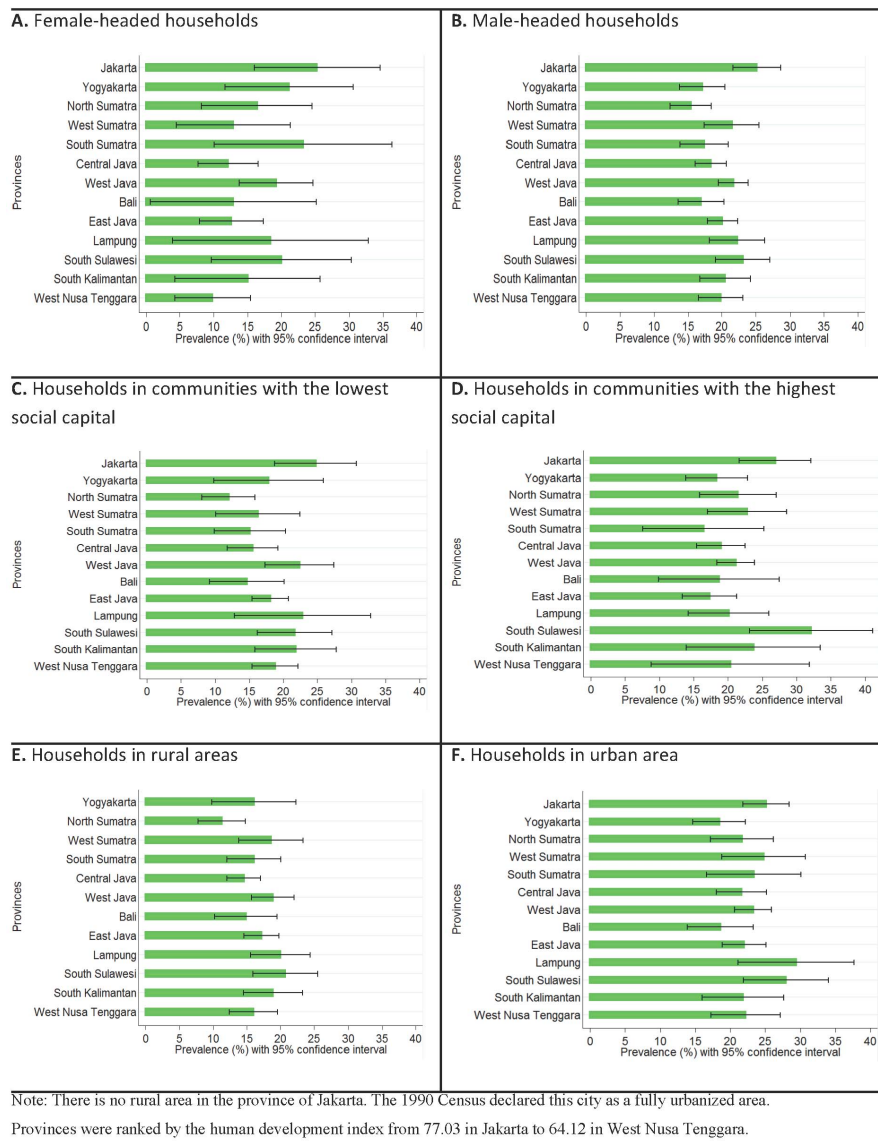 A. Female-headed households
Provinces
Jakarta
Yogyakarta
North Sumatra
West Sumatra
South Sumatra
Central Java
West Java
Bali
East Java
Lampung
South Sulawesi
South Kalimantan
West Nusa Tenggara
0 5 10 15 20 25 30 35 40
Prevalence (%) with 95% confidence interval
B. Male-headed households
Provinces
Jakarta
Yogyakarta
North Sumatra
West Sumatra
South Sumatra
Central Java
West Java
Bali
East Java
Lampung
South Sulawesi
South Kalimantan
West Nusa Tenggara
0 5 10 15 20 25 30 35 40
Prevalence (%) with 95% confidence interval
C. Households in communities with the lowest
social capital
Provinces
Jakarta
Yogyakarta
North Sumatra
West Sumatra
South Sumatra
Central Java
West Java
Bali
East Java
Lampung
South Sulawesi
South Kalimantan
West Nusa Tenggara
0 5 10 15 20 25 30 35 40
Prevalence (%) with 95% confidence interval
D. Households in communities with the highest
social capital
Provinces
Jakarta
Yogyakarta
North Sumatra
West Sumatra
South Sumatra
Central Java
West Java
Bali
East Java
Lampung
South Sulawesi
South Kalimantan
West Nusa Tenggara
0 5 10 15 20 25 30 35 40
Prevalence (%) with 95% confidence interval
E. Households in rural areas
Provinces
Yogyakarta
North Sumatra
West Sumatra
South Sumatra
Central Java
West Java
Bali
East Java
Lampung
South Sulawesi
South Kalimantan
West Nusa Tenggara
0 5 10 15 20 25 30 35 40
Prevalence (%) with 95% confidence interval
F. Households in urban area
Provinces
Jakarta
Yogyakarta
North Sumatra
West Sumatra
South Sumatra
Central Java
West Java
Bali
East Java
Lampung
South Sulawesi
South Kalimantan
West Nusa Tenggara
0 5 10 15 20 25 30 35 40
Prevalence (%) with 95% confidence interval
Note: There is no rural area in the province of Jakarta. The 1990 Census declared this city as a fully urbanized area.
Provinces were ranked by the human development index from 77.03 in Jakarta to 64.12 in West Nusa Tenggara.